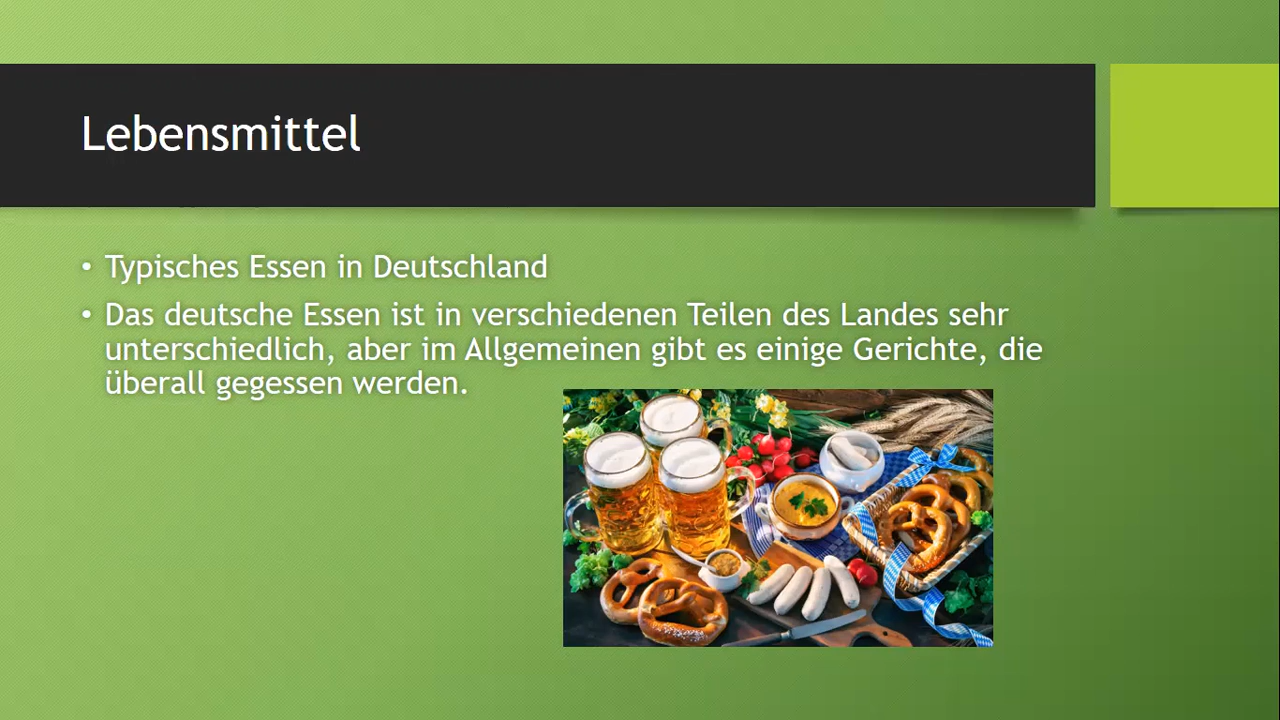 Lebensmittel
• Typisches Essen in Deutschland
• Das deutsche Essen ist in verschiedenen Teilen des Landes sehr
unterschiedlich, aber im Allgemeinen gibt es einige Gerichte, die
überall gegessen werden.